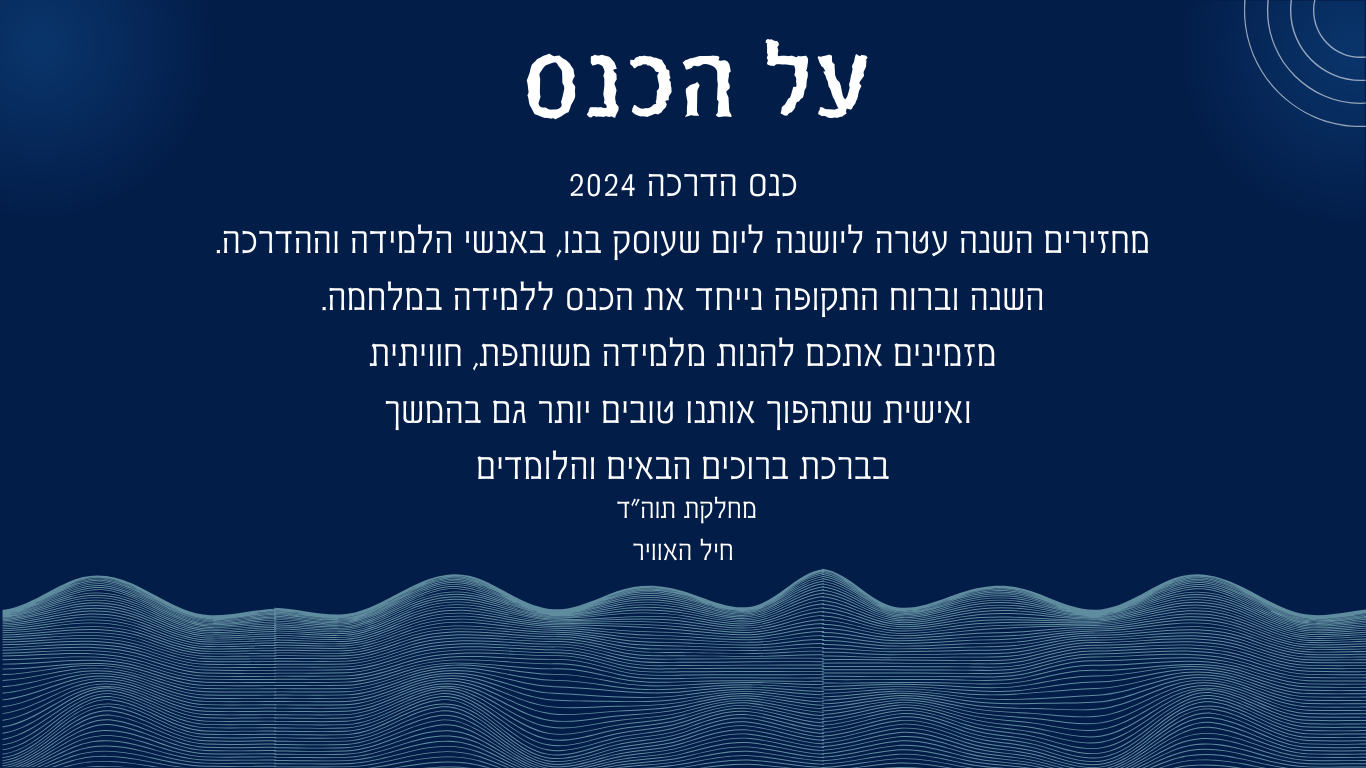 על הכנס
כנס הדרכה 2024
מחזירים השנה עטרה ליושנה ליום שעוסק בנו, באנשי הלמידה וההדרכה.
השנה וברוח התקופה נייחד את הכנס ללמידה במלחמה.
מזמינים אתכם להנות מלמידה משותפת, חוויתית
ואישית שתהפוך אותנו טובים יותר גם בהמשך
בברכת ברוכים הבאים והלומדים
מחלקת תוה״ד
חיל האוויר